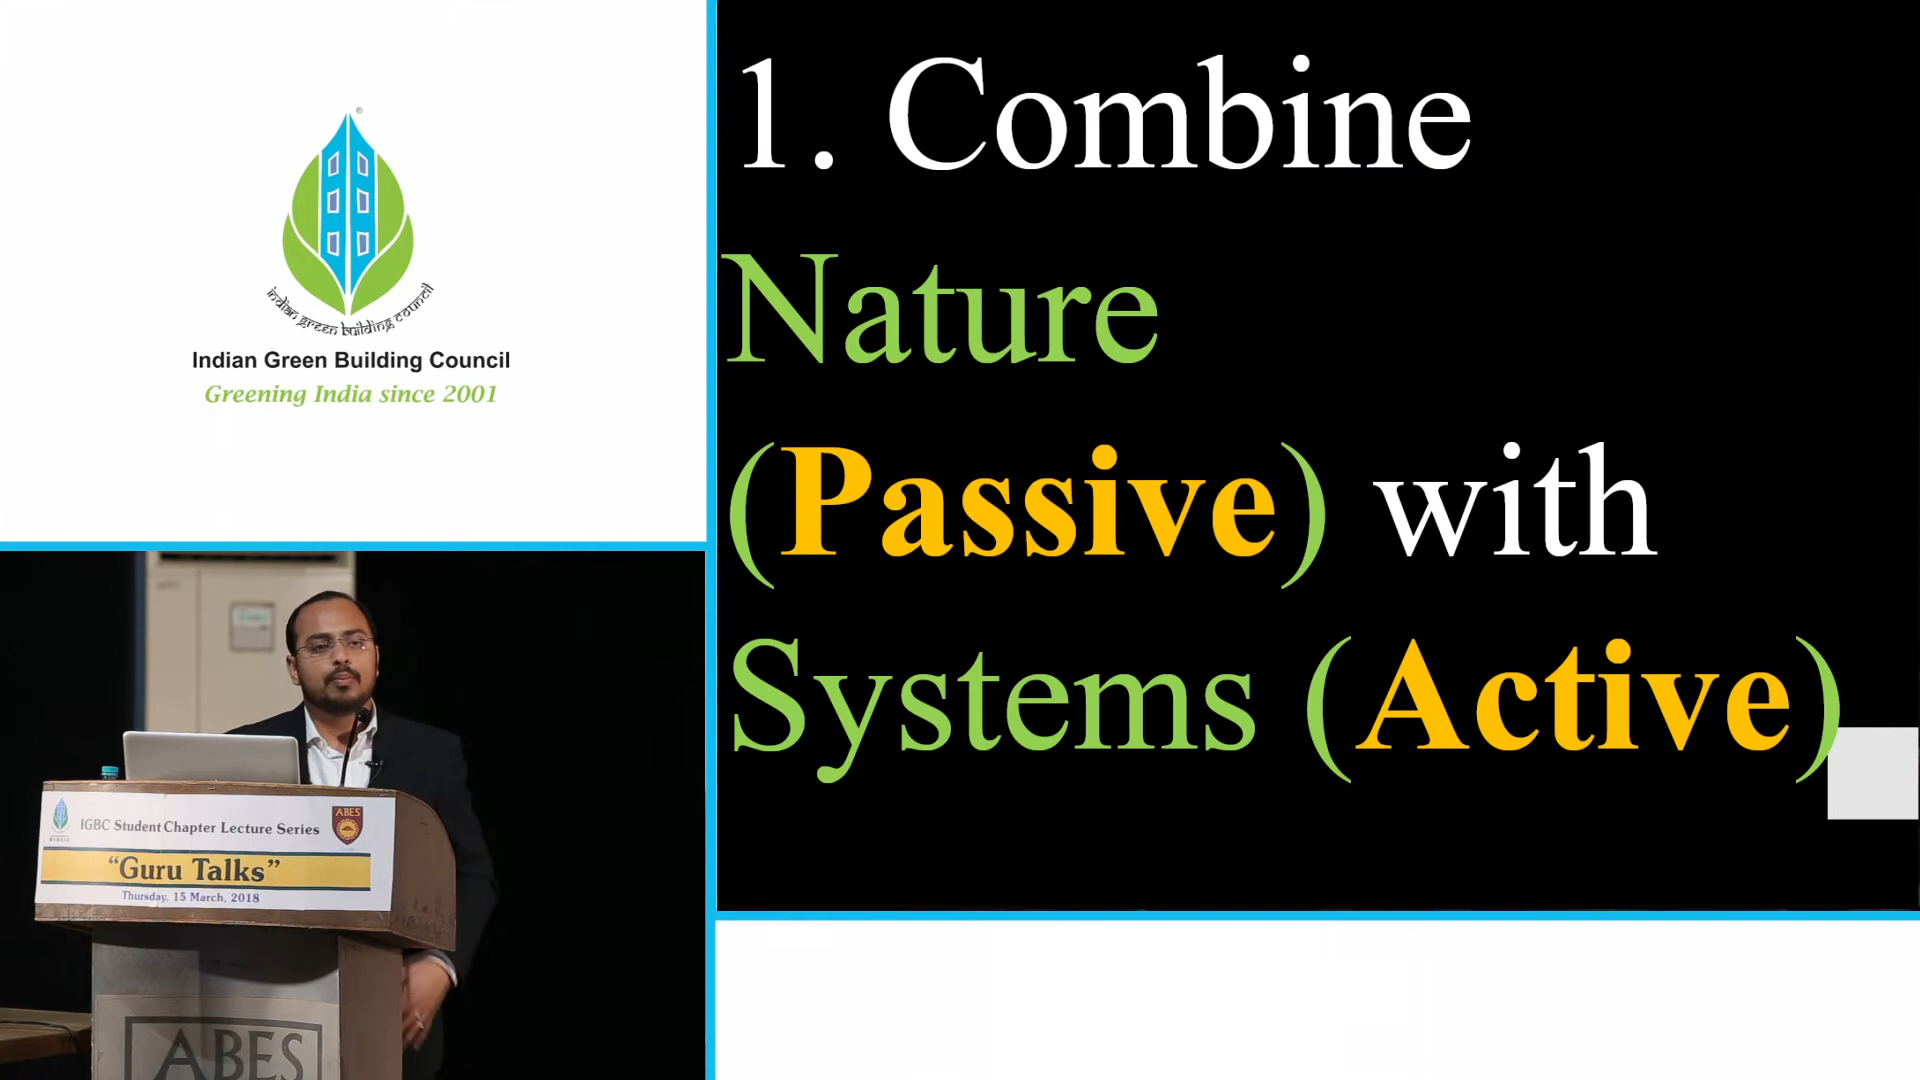 indian green building council
Indian Green Building Council
Greening India since 2001
1. Combine
Nature
(Passive) with
Systems (Active)
IGBC Student Chapter Lecture Series
ABES
"Guru Talks"
Thursday, 15 March, 2018
ABES